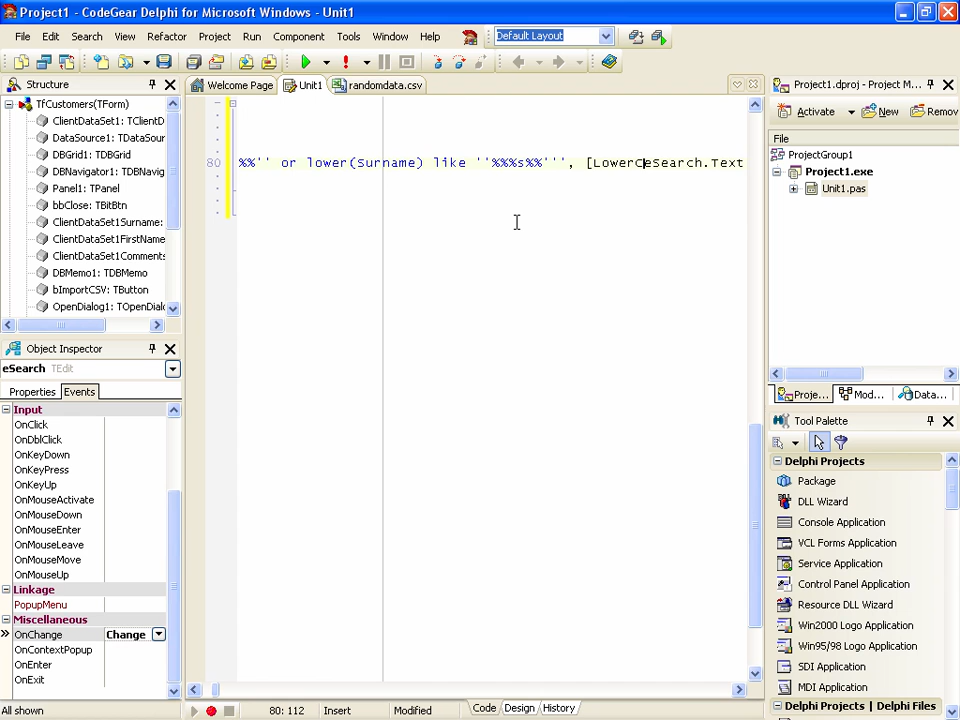 Project1 - CodeGear Delphi for Microsoft Windows - Unit1
File Edit Search View Refactor Project Run Component Tools Window Help
Default Layout
Structure
TfCustomers(TForm)
ClientDataSet1: TClientD
DataSource1: TDataSour
DBGrid1: TDBGrid
DBNavigator1: TDBNavig
Panel1: TPanel
bbClose: TBitBtn
ClientDataSet1Surname:
ClientDataSet1FirstName
ClientDataSet1Comments
DBMemo1: TDBMemo
bImportCSV: TButton
OpenDialog1: TOpenDialo
Object Inspector
eSearch TEdit
Properties Events
Input
OnClick
OnDblClick
OnKeyDown
OnKeyPress
OnKeyUp
OnMouseActivate
OnMouseDown
OnMouseEnter
OnMouseLeave
OnMouseMove
OnMouseUp
Linkage
PopupMenu
Miscellaneous
OnChange Change
OnContextPopup
OnEnter
OnExit
All shown
Welcome Page Unit1 randomdata.csv
80 %%'' or lower(Surname) like ''%%%s%%''', [LowerCeSearch.Text
80: 112 Insert Modified Code Design History
Project1.dproj - Project M...
Activate New Remov
File
ProjectGroup1
Project1.exe
Unit1.pas
Proje... Mod... Data...
Tool Palette
Delphi Projects
Package
DLL Wizard
Console Application
VCL Forms Application
Service Application
Control Panel Application
Resource DLL Wizard
Win2000 Logo Application
Win95/98 Logo Application
SDI Application
MDI Application
Delphi Projects | Delphi Files